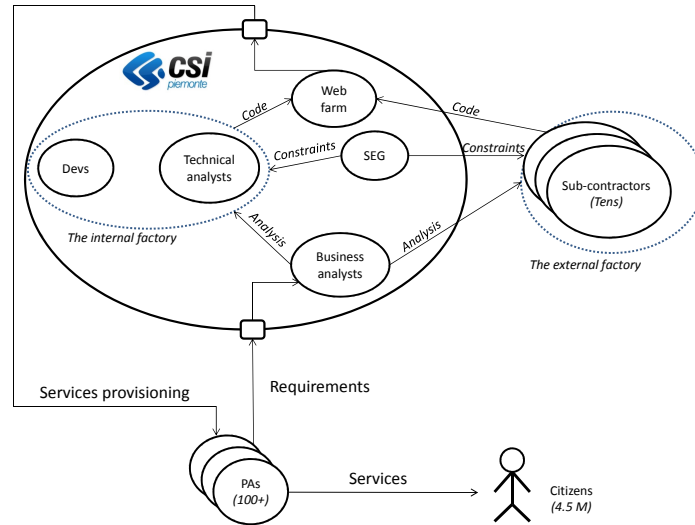 csi
piemonte
Web
farm
Code
Code
Devs
Technical
analysts
Constraints
SEG
Constraints
Sub-contractors
(Tens)
The internal factory
Analysis
Analysis
Business
analysts
The external factory
Requirements
Services provisioning
PAs
(100+)
Services
Citizens
(4.5 M)